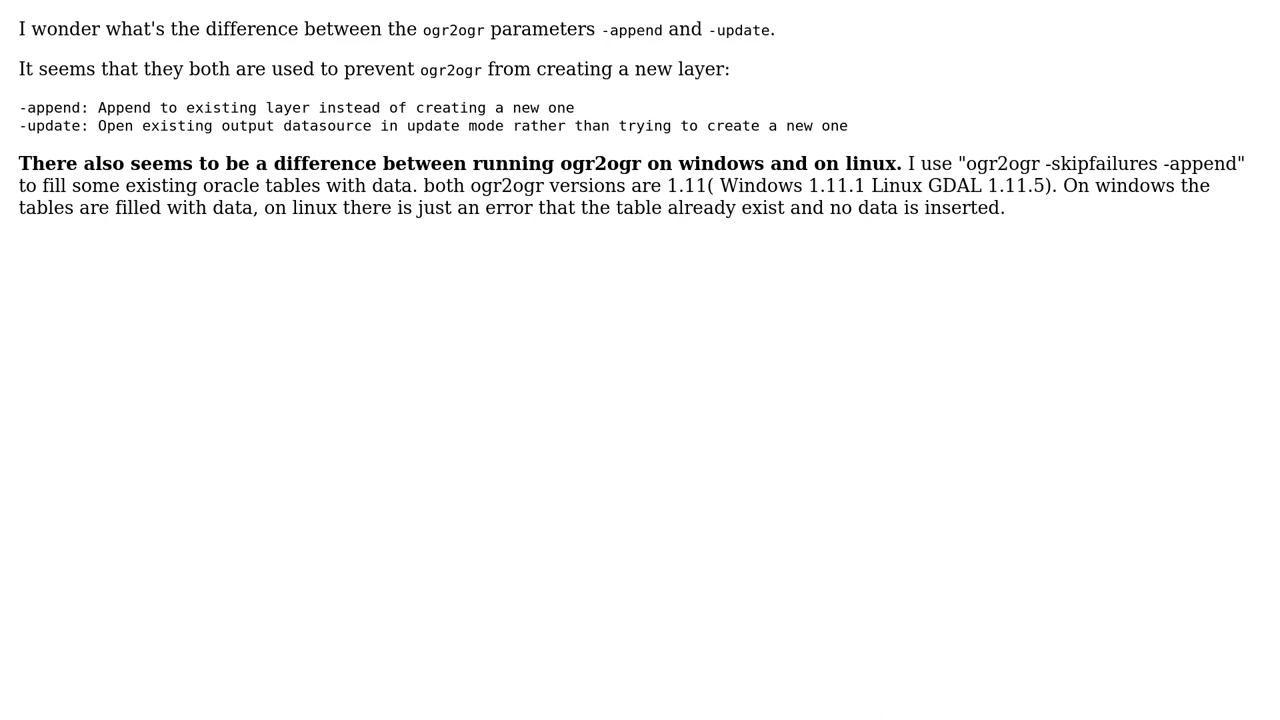 I wonder what's the difference between the ogr2ogr parameters -append and -update.
It seems that they both are used to prevent ogr2ogr from creating a new layer:
-append: Append to existing layer instead of creating a new one
-update: Open existing output datasource in update mode rather than trying to create a new one
There also seems to be a difference between running ogr2ogr on windows and on linux. I use "ogr2ogr -skipfailures -append"
to fill some existing oracle tables with data. both ogr2ogr versions are 1.11( Windows 1.11.1 Linux GDAL 1.11.5). On windows the
tables are filled with data, on linux there is just an error that the table already exist and no data is inserted.